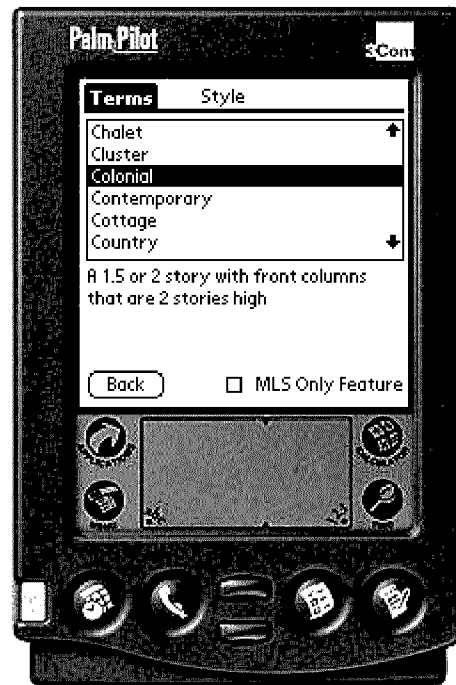 Palm Pilot
3Com
Terms Style
Chalet
Cluster
Colonial
Contemporary
Cottage
Country
A 1.5 or 2 story with front columns
that are 2 stories high
Back MLS Only Feature